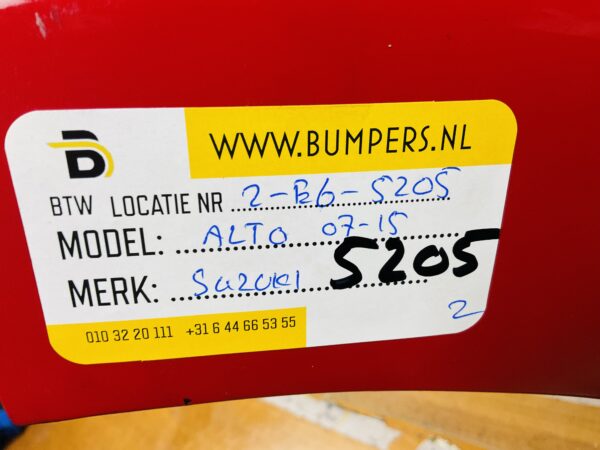 B
WWW.BUMPERS.NL
BTW LOCATIE NR 2-B6-5205
MODEL: ALTO 07-15
MERK: Suzuki 5205
2
010 32 20 111 +31 6 44 66 53 55